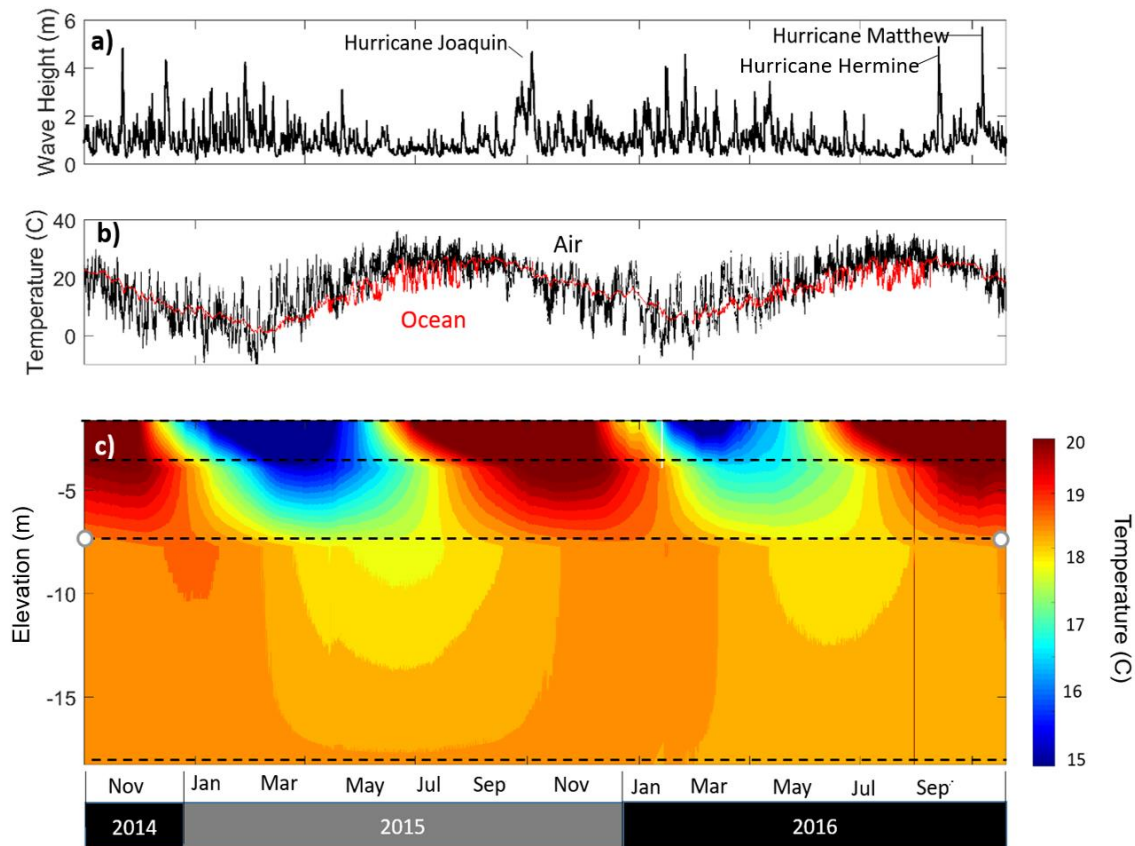 a)
Wave Height (m)
6
4
2
0
Hurricane Joaquin
Hurricane Matthew
Hurricane Hermine
b)
Temperature (C)
40
20
0
Air
Ocean
c)
Elevation (m)
-5
-10
-15
20
19
18
17
16
15
Temperature (C)
Nov Jan Mar May Jul Sep Nov Jan Mar May Jul Sep
2014 2015 2016